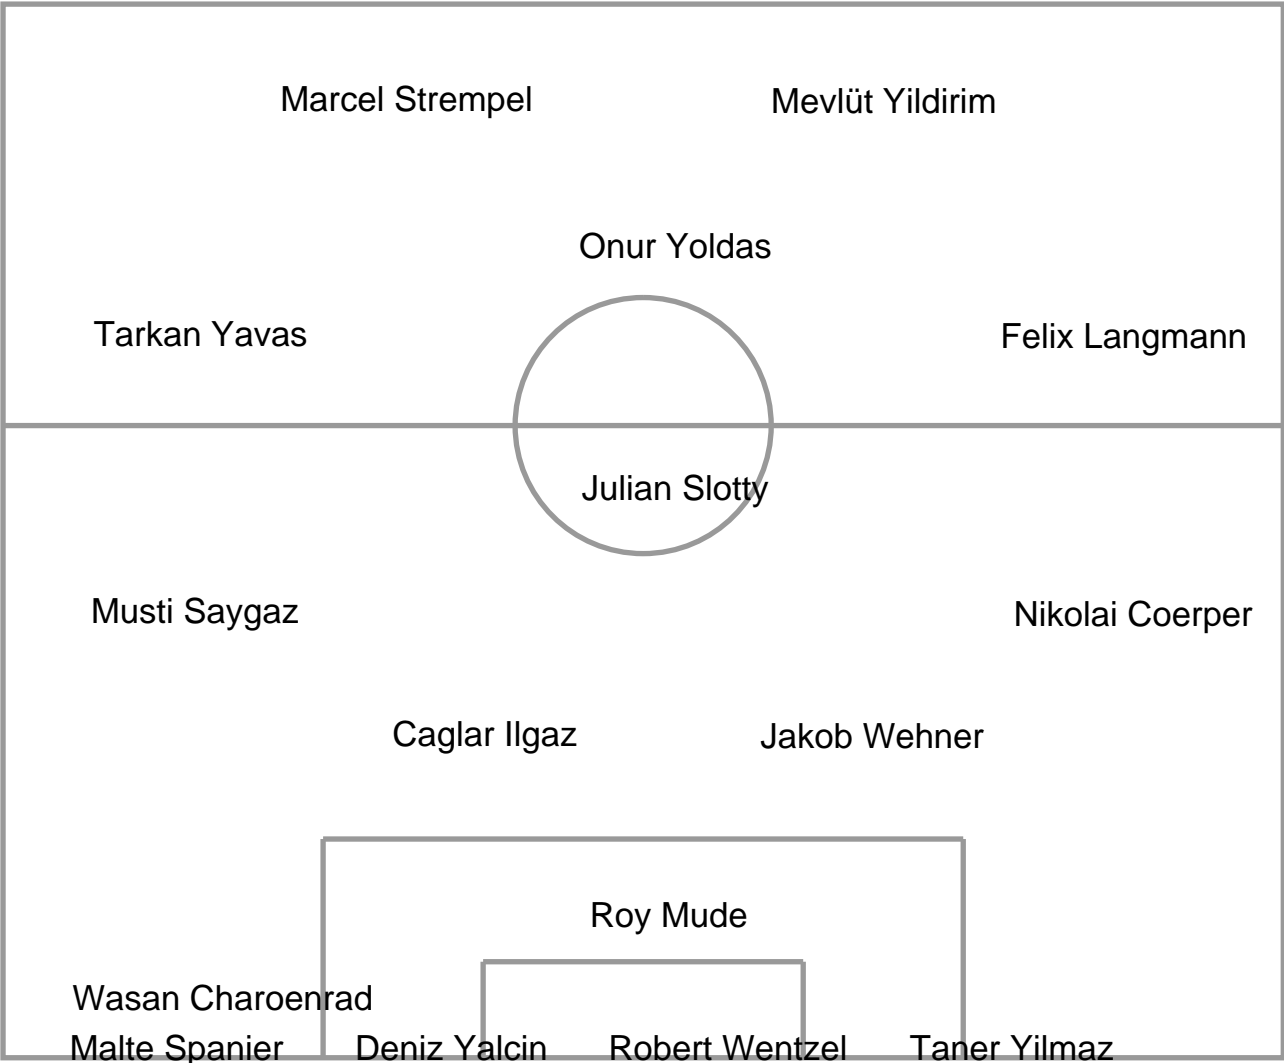 Marcel Strempel Mevlüt Yildirim
Onur Yoldas
Tarkan Yavas Felix Langmann
Julian Slotty
Musti Saygaz Nikolai Coerper
Caglar Ilgaz Jakob Wehner
Roy Mude
Wasan Charoenrad
Malte Spanier Deniz Yalcin Robert Wentzel Taner Yilmaz